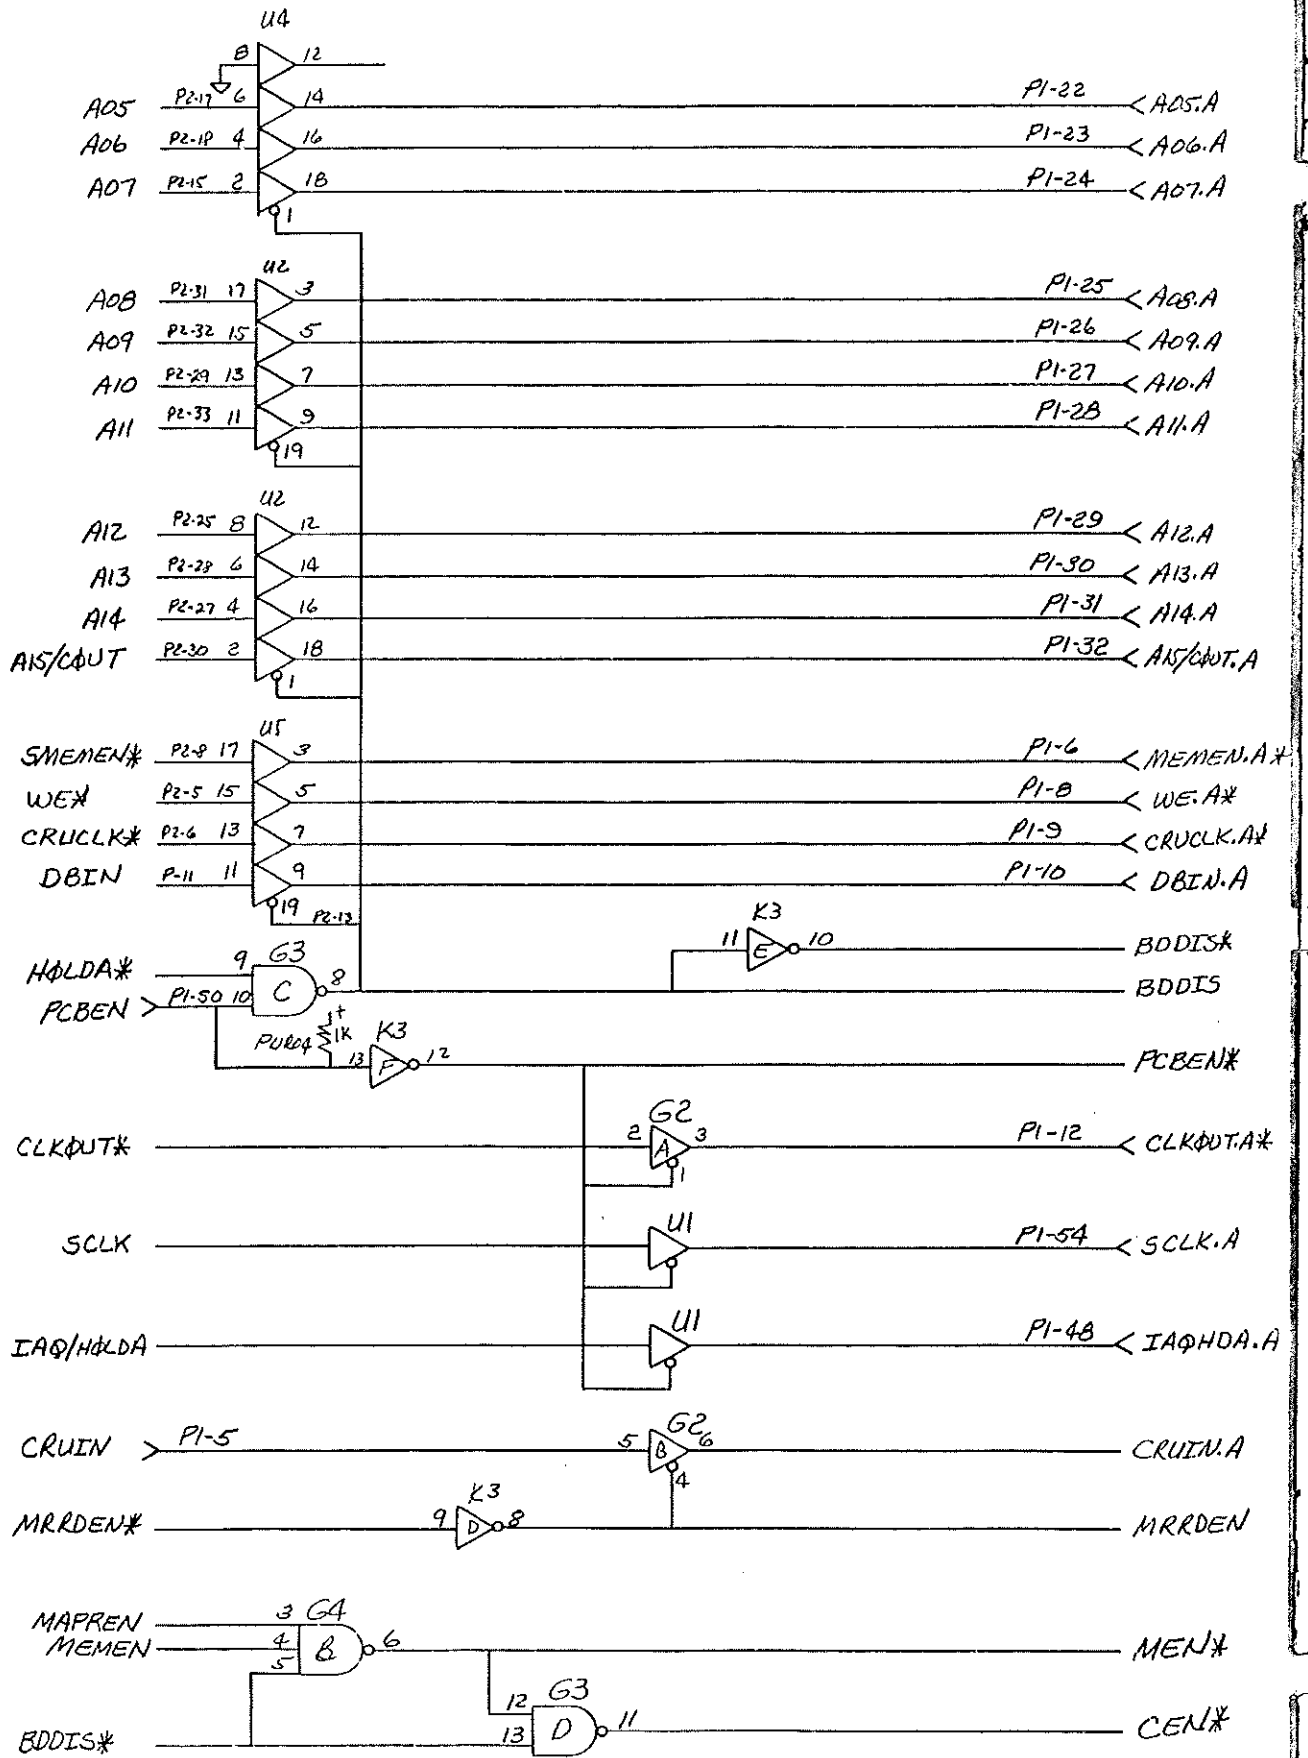 U4
8 12
A05 P2-17 6 14 P1-22 A05.A
A06 P2-18 4 16 P1-23 A06.A
A07 P2-15 2 18 P1-24 A07.A
1
U2
A08 P2-31 17 3 P1-25 A08.A
A09 P2-32 15 5 P1-26 A09.A
A10 P2-29 13 7 P1-27 A10.A
A11 P2-33 11 9 P1-28 A11.A
19
U2
A12 P2-25 8 12 P1-29 A12.A
A13 P2-28 6 14 P1-30 A13.A
A14 P2-27 4 16 P1-31 A14.A
A15/CΦUT P2-30 2 18 P1-32 A15/CΦUT.A
1
U5
SMEMEN* P2-8 17 3 P1-6 MEMEN.A*
WE* P2-5 15 5 P1-8 WE.A*
CRUCLK* P2-6 13 7 P1-9 CRUCLK.A*
DBIN P-11 11 9 P1-10 DBIN.A
19 P2-13
K3
11 E 10 BDDIS*
HΦLDA* 9 G3
C 8 BDDIS
PCBEN P1-50 10
PUR04 + 1K
K3
13 F 12 PCBEN*
G2
CLKΦUT* 2 A 3 P1-12 CLKΦUT.A*
1
U1
SCLK P1-54 SCLK.A
U1
IAQ/HΦLDA P1-48 IAQHDA.A
G2
CRUIN P1-5 5 B 6 CRUIN.A
4
K3
MRRDEN* 9 D 8 MRRDEN
G4
MAPREN 3
MEMEN 4 B 6 MEN*
5
G3
12
D 11 CEN*
BDDIS* 13